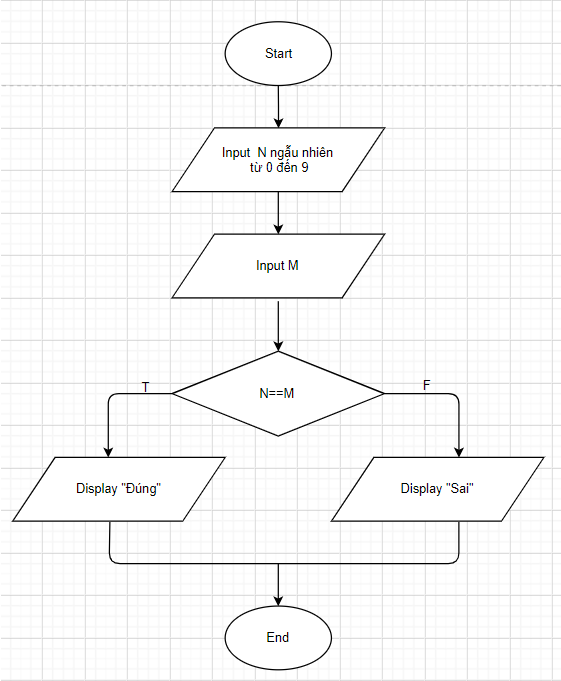 Start
Input N ngẫu nhiên
từ 0 đến 9
Input M
N==M
T
F
Display "Đúng"
Display "Sai"
End